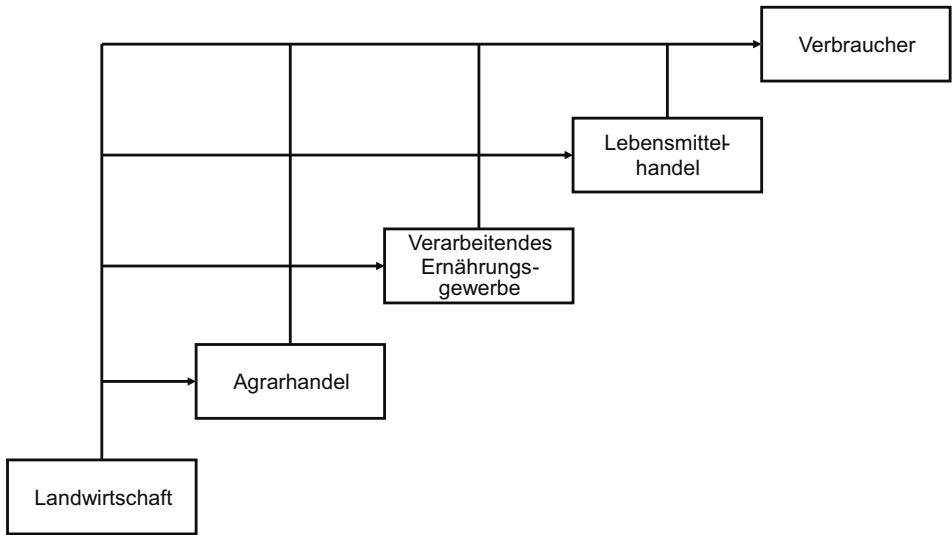 Verbraucher
Lebensmittel-
handel
Verarbeitendes
Ernährungs-
gewerbe
Agrarhandel
Landwirtschaft